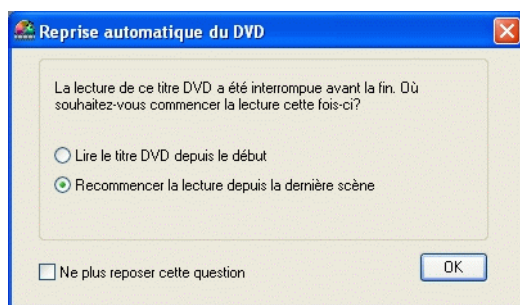 Reprise automatique du DVD
La lecture de ce titre DVD a été interrompue avant la fin. Où
souhaitez-vous commencer la lecture cette fois-ci?
Lire le titre DVD depuis le début
Recommencer la lecture depuis la dernière scène
Ne plus reposer cette question
OK